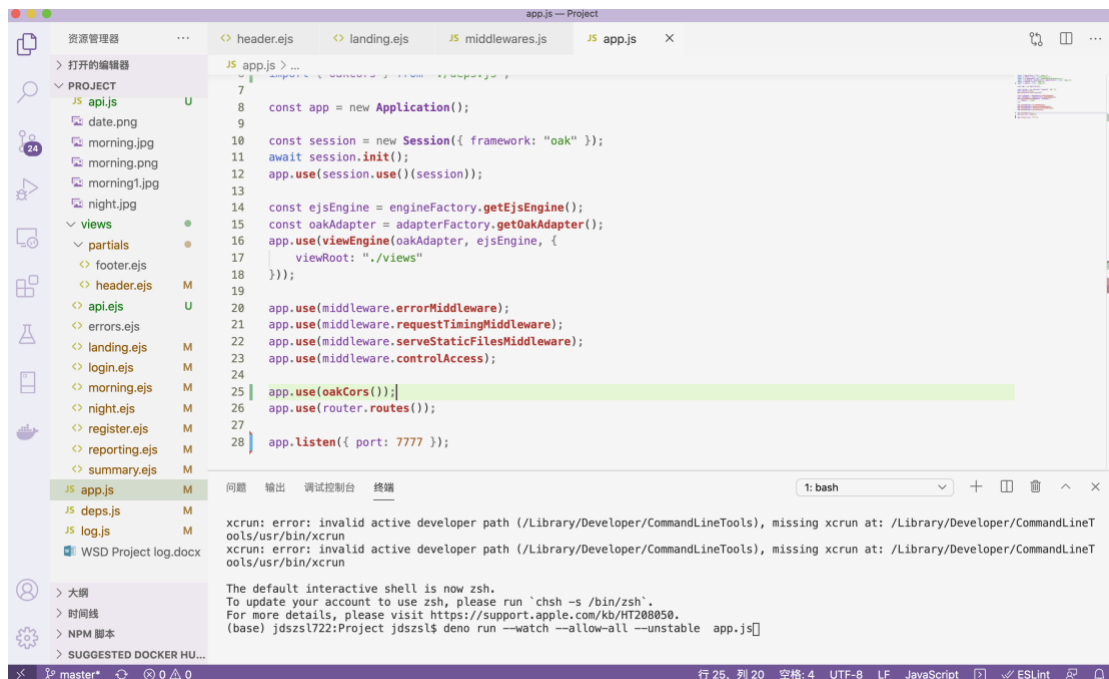 app.js — Project
资源管理器 ···
header.ejs
landing.ejs
JS middlewares.js
JS app.js
打开的编辑器
PROJECT
JS api.js U
date.png
morning.jpg
morning.png
morning1.jpg
night.jpg
views
partials
footer.ejs
header.ejs M
api.ejs U
errors.ejs
landing.ejs M
login.ejs M
morning.ejs M
night.ejs M
register.ejs M
reporting.ejs M
summary.ejs M
JS app.js M
JS deps.js M
JS log.js M
WSD Project log.docx
大纲
时间线
NPM 脚本
SUGGESTED DOCKER HU...
24
JS app.js > ...
6 import { oakCors } from "./deps.js";
7
8 const app = new Application();
9
10 const session = new Session({ framework: "oak" });
11 await session.init();
12 app.use(session.use()(session));
13
14 const ejsEngine = engineFactory.getEjsEngine();
15 const oakAdapter = adapterFactory.getOakAdapter();
16 app.use(viewEngine(oakAdapter, ejsEngine, {
17 viewRoot: "./views"
18 }));
19
20 app.use(middleware.errorMiddleware);
21 app.use(middleware.requestTimingMiddleware);
22 app.use(middleware.serveStaticFilesMiddleware);
23 app.use(middleware.controlAccess);
24
25 app.use(oakCors());
26 app.use(router.routes());
27
28 app.listen({ port: 7777 });
问题 输出 调试控制台 终端
1: bash
xcrun: error: invalid active developer path (/Library/Developer/CommandLineTools), missing xcrun at: /Library/Developer/CommandLineT
ools/usr/bin/xcrun
xcrun: error: invalid active developer path (/Library/Developer/CommandLineTools), missing xcrun at: /Library/Developer/CommandLineT
ools/usr/bin/xcrun
The default interactive shell is now zsh.
To update your account to use zsh, please run `chsh -s /bin/zsh`.
For more details, please visit https://support.apple.com/kb/HT208050.
(base) jdszsl722:Project jdszsl$ deno run --watch --allow-all --unstable app.js
master* 0 0 行 25，列 20 空格: 4 UTF-8 LF JavaScript ESLint